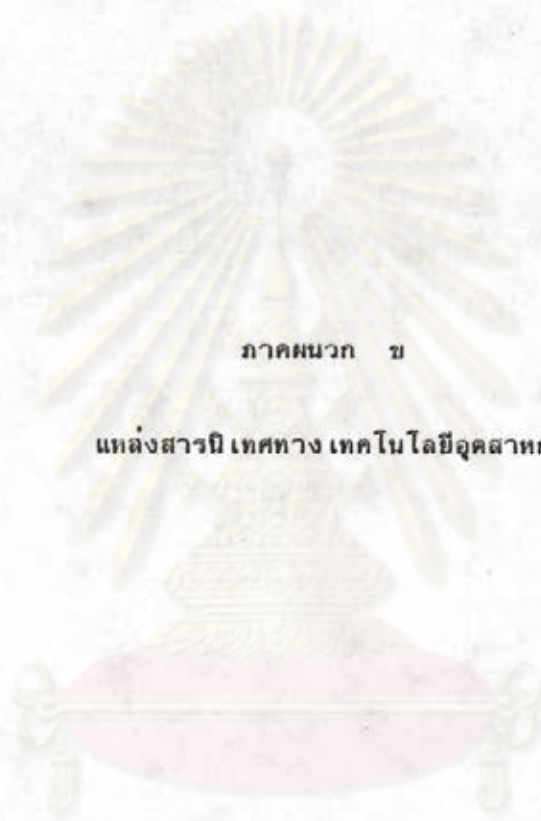 ภาคผนวก ข
แหล่งสารนิเทศทางเทคโนโลยีอุตสาห